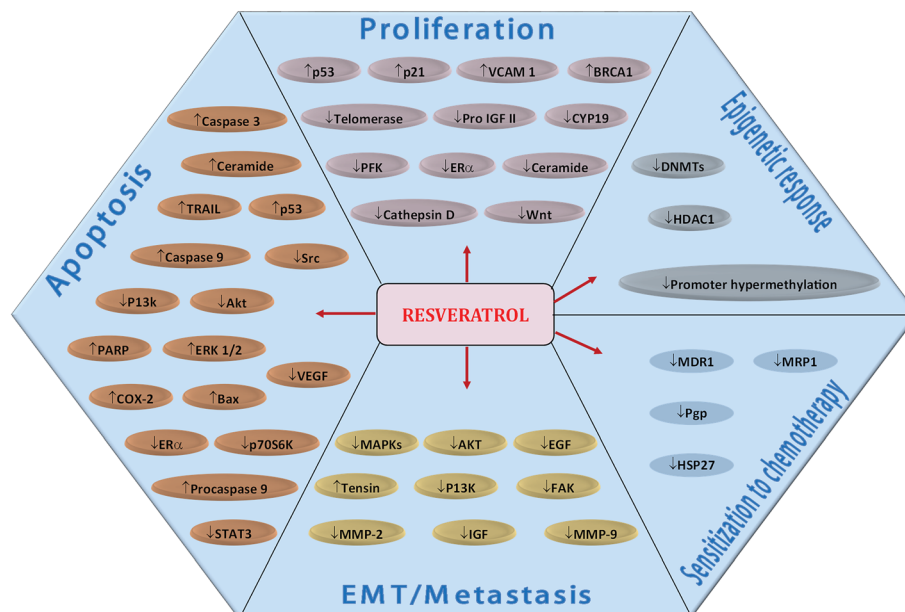 Proliferation
↑p53 ↑p21 ↑VCAM 1 ↑BRCA1
↓Telomerase ↓Pro IGF II ↓CYP19
↓PFK ↓ERα ↓Ceramide
↓Cathepsin D ↓Wnt
Epigenetic response
↓DNMTs
↓HDAC1
↓Promoter hypermethylation
Apoptosis
↑Caspase 3
↑Ceramide
↑TRAIL ↑p53
↑Caspase 9 ↓Src
↓P13k ↓Akt
↑PARP ↑ERK 1/2
↓VEGF
↑COX-2 ↑Bax
↓ERα ↓p70S6K
↑Procaspase 9
↓STAT3
RESVERATROL
Sensitization to chemotherapy
↓MDR1 ↓MRP1
↓Pgp
↓HSP27
↓MAPKs ↓AKT ↓EGF
↑Tensin ↓P13K ↓FAK
↓MMP-2 ↓IGF ↓MMP-9
EMT/Metastasis